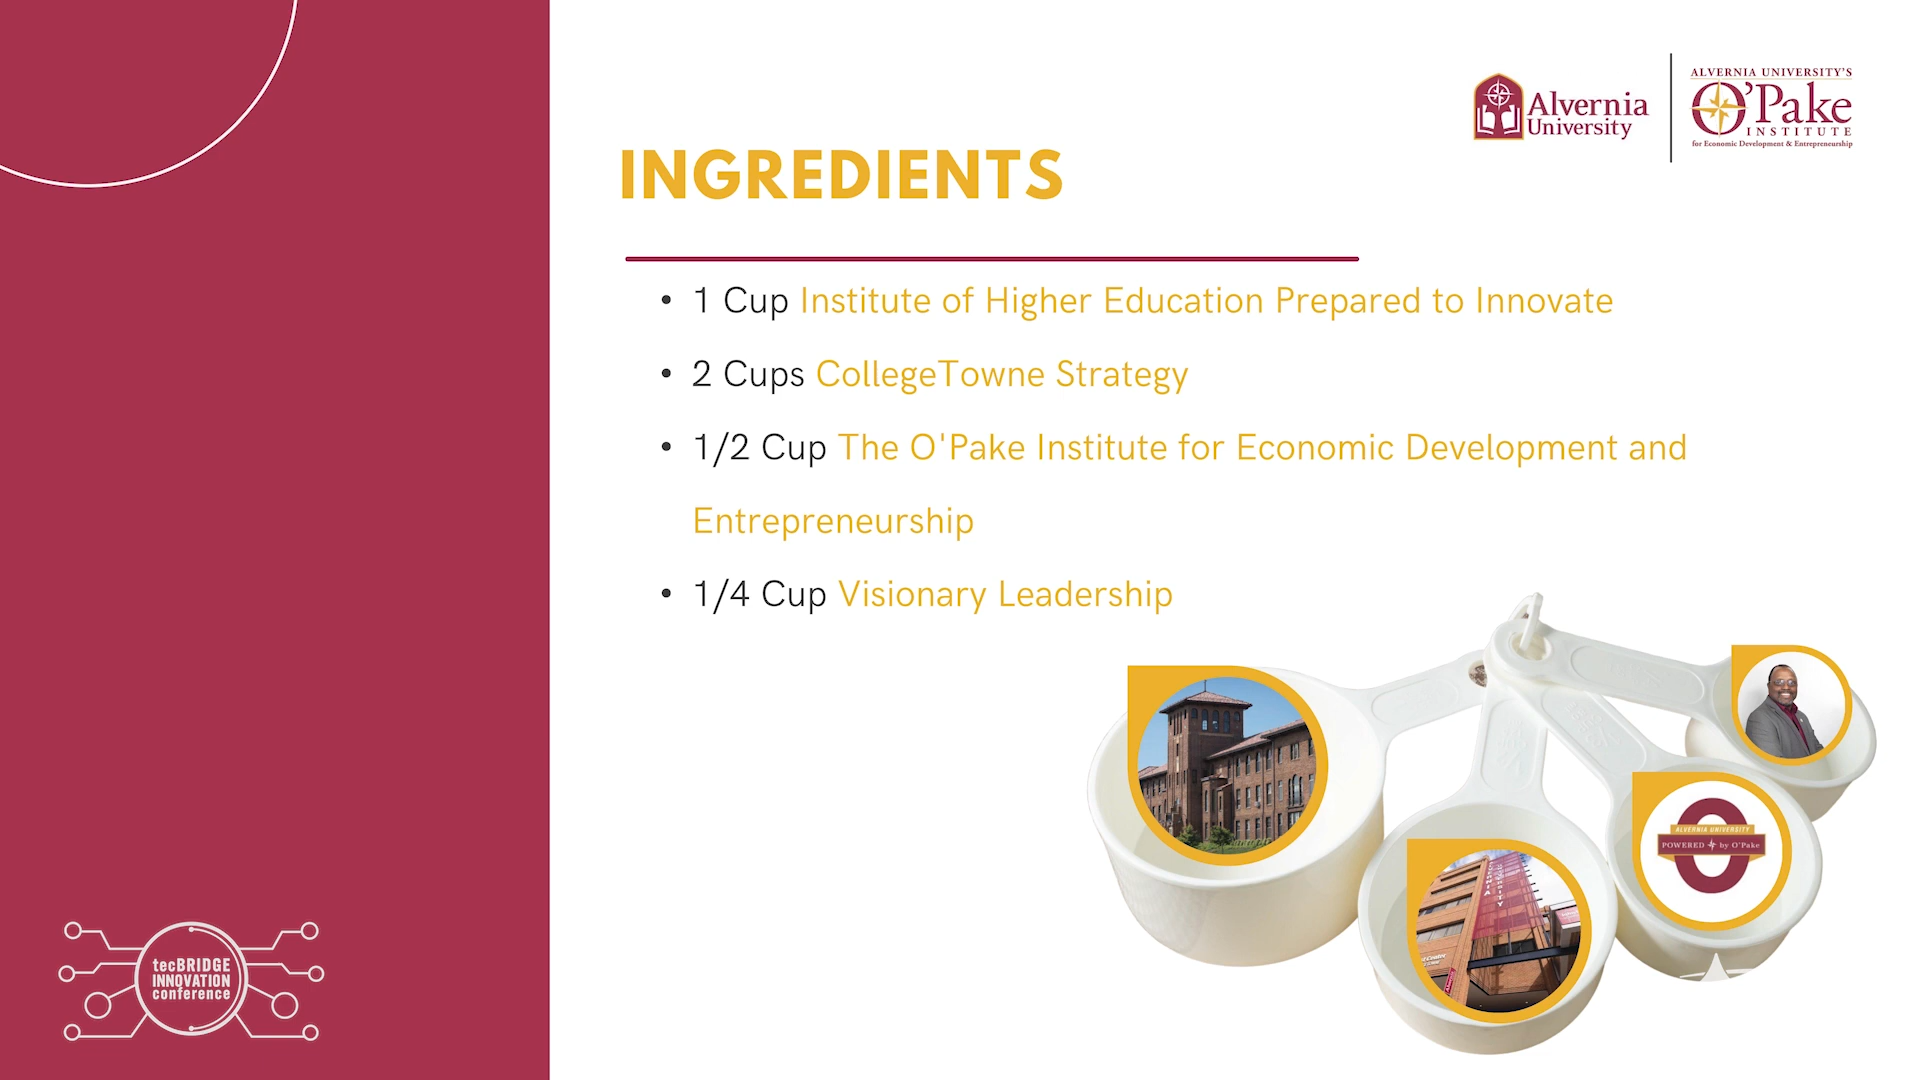 Alvernia
University
ALVERNIA UNIVERSITY'S
O'Pake
INSTITUTE
for Economic Development & Entrepreneurship
INGREDIENTS
• 1 Cup Institute of Higher Education Prepared to Innovate
• 2 Cups CollegeTowne Strategy
• 1/2 Cup The O'Pake Institute for Economic Development and
Entrepreneurship
• 1/4 Cup Visionary Leadership
ALVERNIA UNIVERSITY
POWERED by O'Pake
tecBRIDGE
INNOVATION
conference